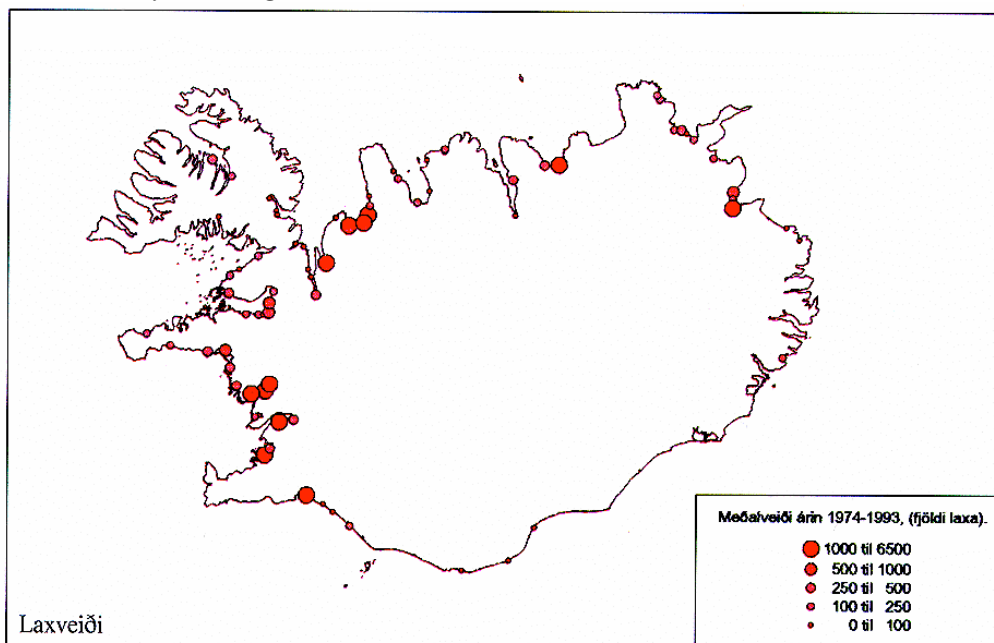 Meðalveiði árin 1974-1993, (fjöldi laxa).
1000 til 6500
500 til 1000
250 til 500
100 til 250
0 til 100
Laxveiði